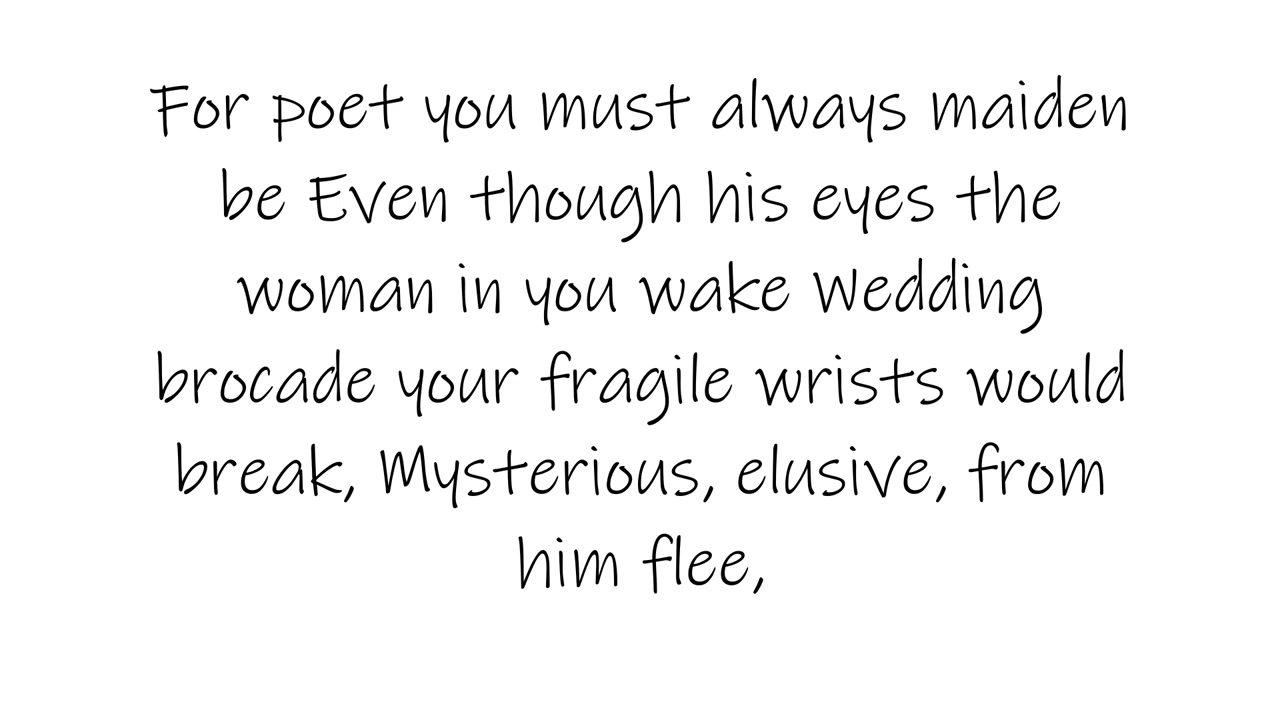 For poet you must always maiden
be Even though his eyes the
woman in you wake Wedding
brocade your fragile wrists would
break, Mysterious, elusive, from
him flee,